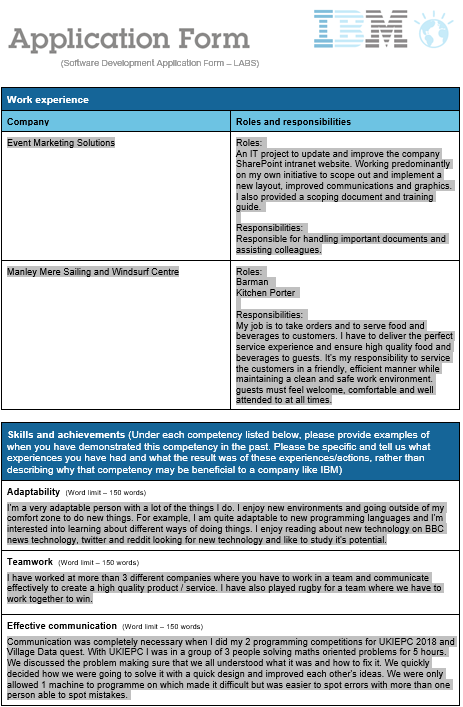 Application Form
IBM
(Software Development Application Form – LABS)
Work experience
Company
Roles and responsibilities
Event Marketing Solutions
Roles:
An IT project to update and improve the company
SharePoint intranet website. Working predominantly
on my own initiative to scope out and implement a
new layout, improved communications and graphics.
I also provided a scoping document and training
guide.
Responsibilities:
Responsible for handling important documents and
assisting colleagues.
Manley Mere Sailing and Windsurf Centre
Roles:
Barman
Kitchen Porter
Responsibilities:
My job is to take orders and to serve food and
beverages to customers. I have to deliver the perfect
service experience and ensure high quality food and
beverages to guests. It's my responsibility to service
the customers in a friendly, efficient manner while
maintaining a clean and safe work environment.
guests must feel welcome, comfortable and well
attended to at all times.
Skills and achievements (Under each competency listed below, please provide examples of
when you have demonstrated this competency in the past. Please be specific and tell us what
experiences you have had and what the result was of these experiences/actions, rather than
describing why that competency may be beneficial to a company like IBM)
Adaptability (Word limit – 150 words)
I'm a very adaptable person with a lot of the things I do. I enjoy new environments and going outside of my
comfort zone to do new things. For example, I am quite adaptable to new programming languages and I'm
interested into learning about different ways of doing things. I enjoy reading about new technology on BBC
news technology, twitter and reddit looking for new technology and like to study it's potential.
Teamwork (Word limit – 150 words)
I have worked at more than 3 different companies where you have to work in a team and communicate
effectively to create a high quality product / service. I have also played rugby for a team where we have to
work together to win.
Effective communication (Word limit – 150 words)
Communication was completely necessary when I did my 2 programming competitions for UKIEPC 2018 and
Village Data quest. With UKIEPC I was in a group of 3 people solving maths oriented problems for 5 hours.
We discussed the problem making sure that we all understood what it was and how to fix it. We quickly
decided how we were going to solve it with a quick design and improved each other's ideas. We were only
allowed 1 machine to programme on which made it difficult but was easier to spot errors with more than one
person able to spot mistakes.